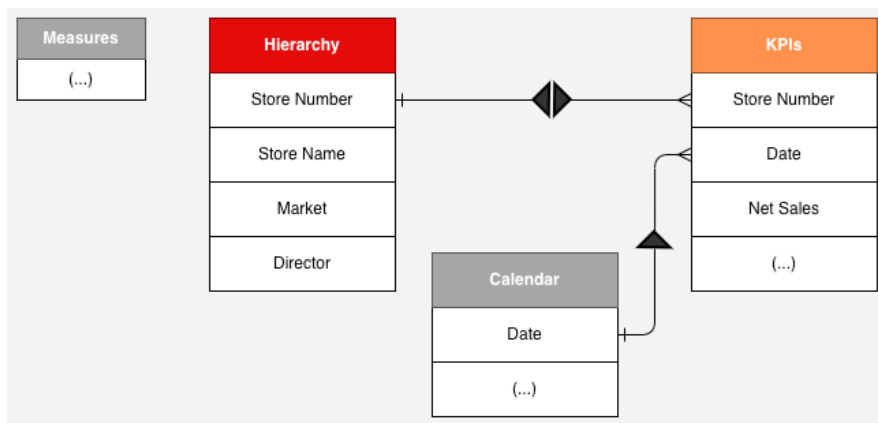 Measures
(...)
Hierarchy
Store Number
Store Name
Market
Director
KPIs
Store Number
Date
Net Sales
(...)
Calendar
Date
(...)